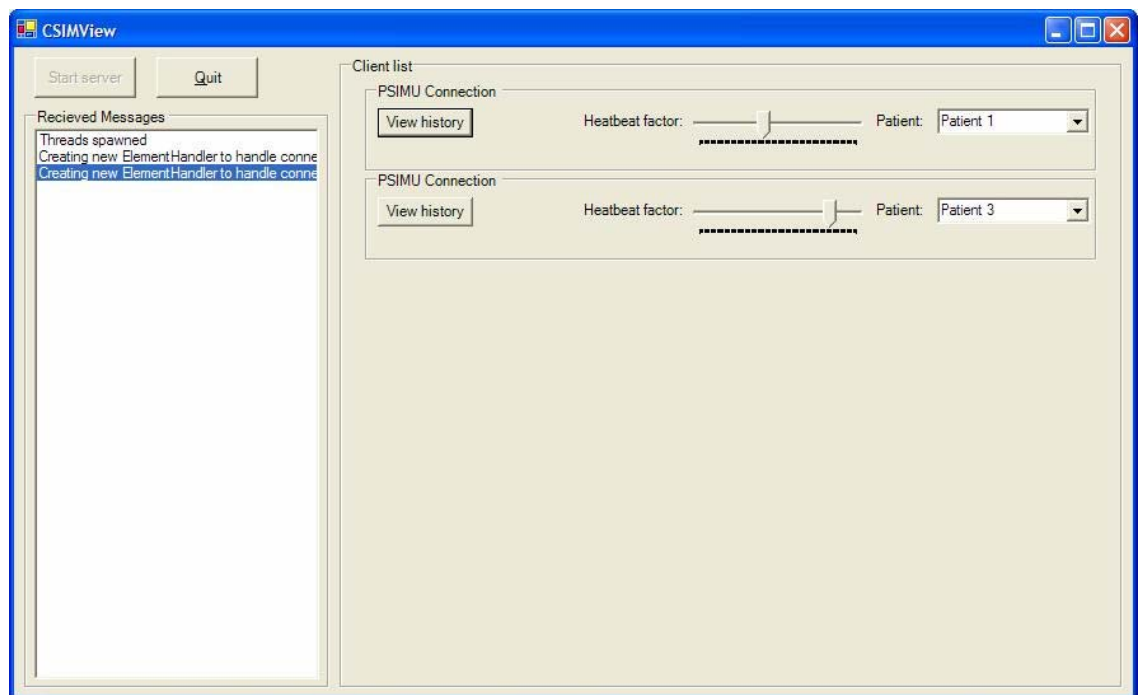 CSIMView
Start server
Quit
Recieved Messages
Threads spawned
Creating new ElementHandler to handle conne
Creating new ElementHandler to handle conne
Client list
PSIMU Connection
View history
Heatbeat factor:
Patient:
Patient 1
PSIMU Connection
View history
Heatbeat factor:
Patient:
Patient 3